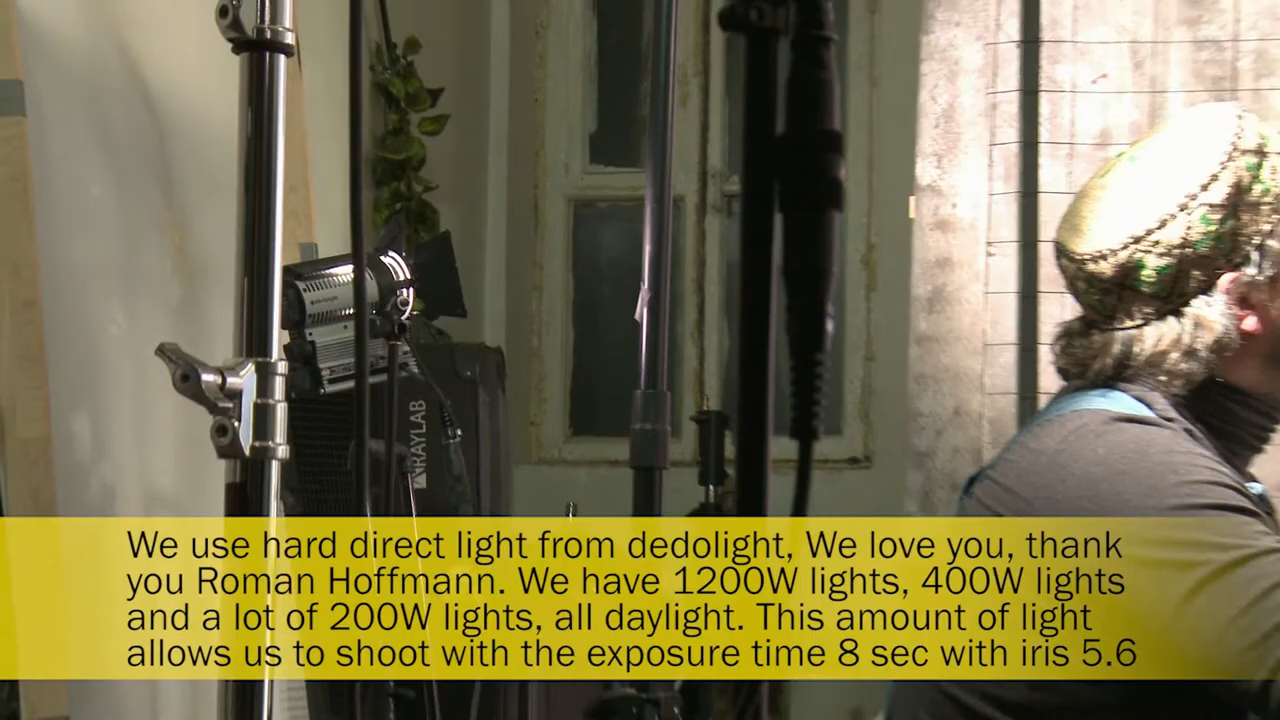 RAYLAB
We use hard direct light from dedolight, We love you, thank
you Roman Hoffmann. We have 1200W lights, 400W lights
and a lot of 200W lights, all daylight. This amount of light
allows us to shoot with the exposure time 8 sec with iris 5.6